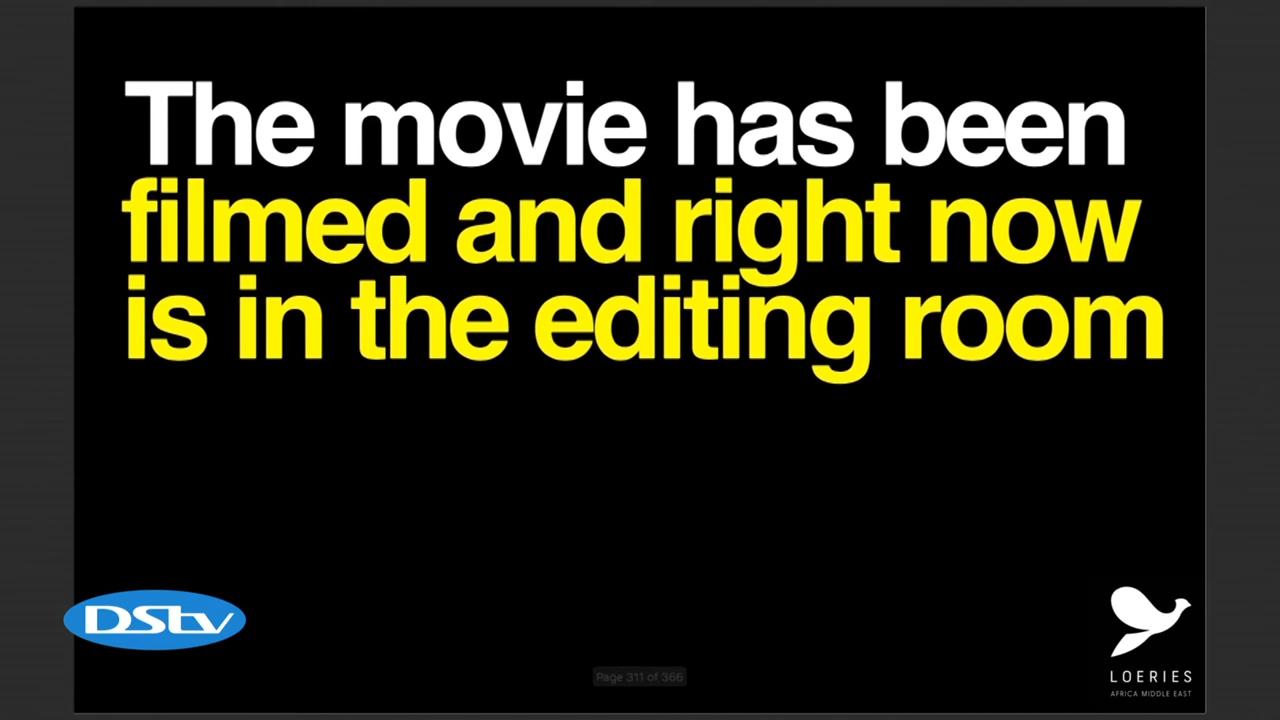 The movie has been
filmed and right now
is in the editing room
DStv
Page 311 of 366
LOERIES
AFRICA MIDDLE EAST